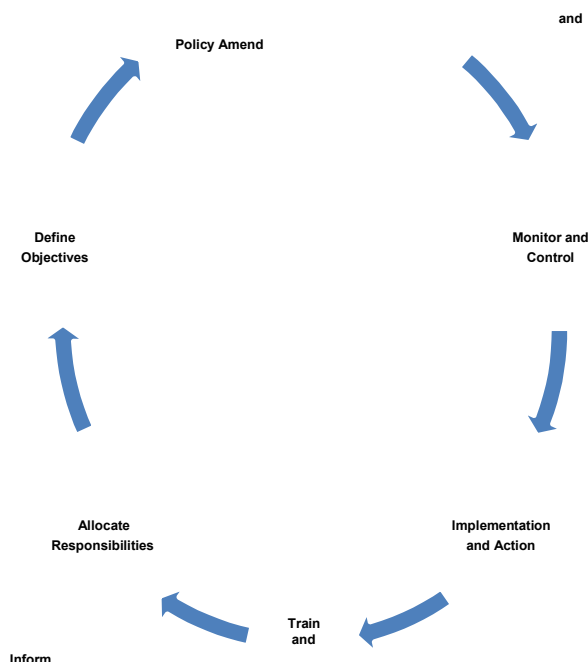 and
Policy Amend
Define
Objectives
Monitor and
Control
Allocate
Responsibilities
Implementation
and Action
Train
and
Inform